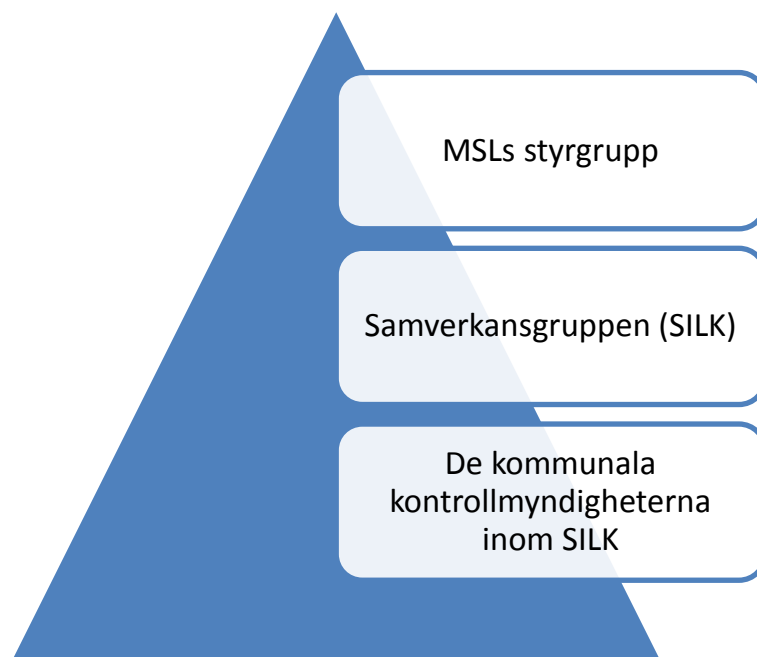 MSLs styrgrupp
Samverkansgruppen (SILK)
De kommunala
kontrollmyndigheterna
inom SILK